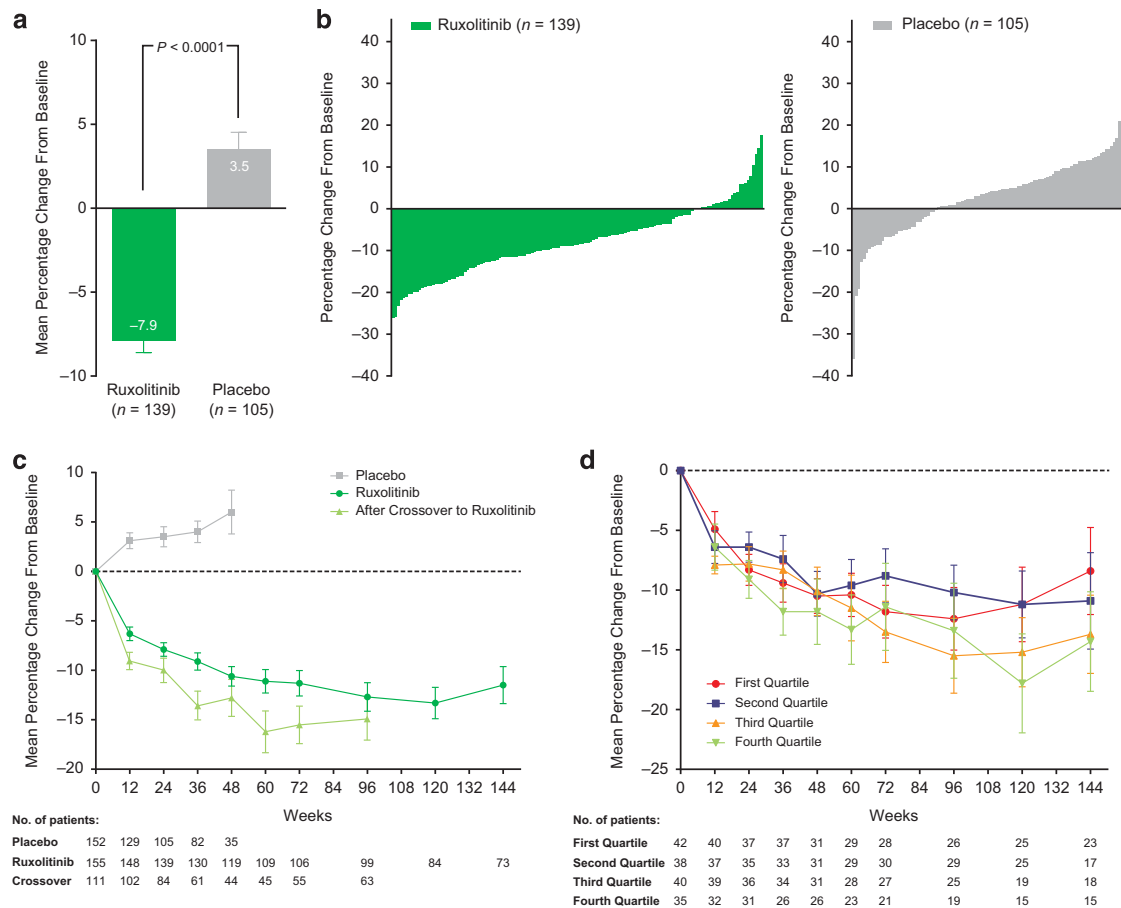 a
Mean Percentage Change From Baseline
10
5
0
–5
–10
P < 0.0001
3.5
–7.9
Ruxolitinib
(n = 139)
Placebo
(n = 105)
b
Percentage Change From Baseline
40
30
20
10
0
–10
–20
–30
–40
Ruxolitinib (n = 139)
Percentage Change From Baseline
40
30
20
10
0
–10
–20
–30
–40
Placebo (n = 105)
c
Mean Percentage Change From Baseline
10
5
0
–5
–10
–15
–20
Placebo
Ruxolitinib
After Crossover to Ruxolitinib
0 12 24 36 48 60 72 84 96 108 120 132 144
Weeks
No. of patients:
Placebo 152 129 105 82 35
Ruxolitinib 155 148 139 130 119 109 106 99 84 73
Crossover 111 102 84 61 44 45 55 63
d
Mean Percentage Change From Baseline
0
–5
–10
–15
–20
–25
First Quartile
Second Quartile
Third Quartile
Fourth Quartile
0 12 24 36 48 60 72 84 96 108 120 132 144
Weeks
No. of patients:
First Quartile 42 40 37 37 31 29 28 26 25 23
Second Quartile 38 37 35 33 31 29 30 29 25 17
Third Quartile 40 39 36 34 31 28 27 25 19 18
Fourth Quartile 35 32 31 26 26 23 21 19 15 15